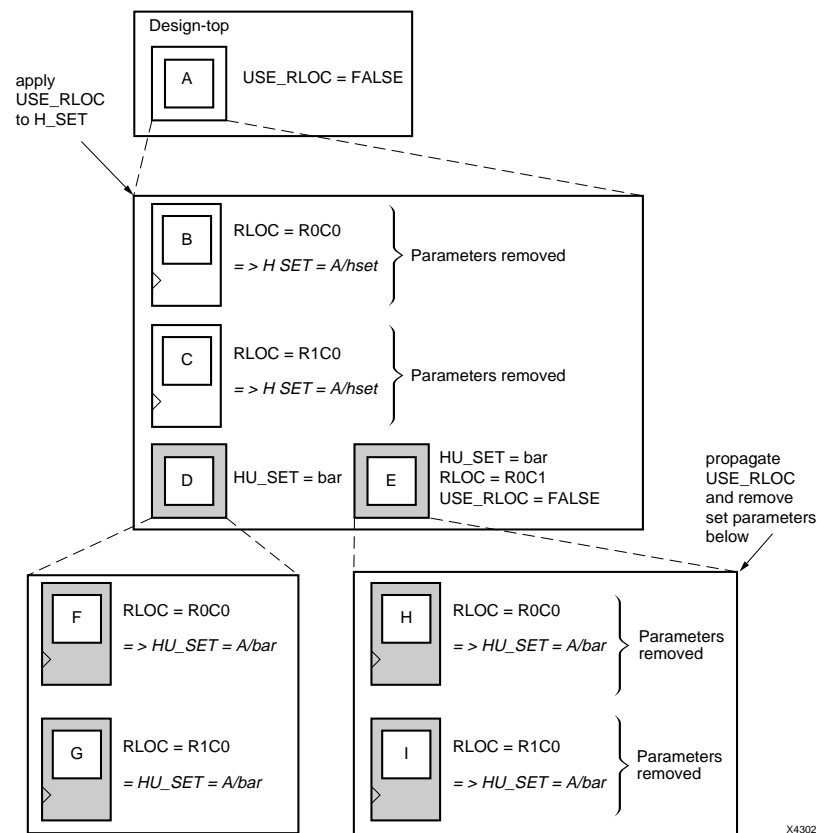 Design-top
A
USE_RLOC = FALSE
apply
USE_RLOC
to H_SET
B
RLOC = R0C0
= > H SET = A/hset
Parameters removed
C
RLOC = R1C0
= > H SET = A/hset
Parameters removed
D
HU_SET = bar
E
HU_SET = bar
RLOC = R0C1
USE_RLOC = FALSE
propagate
USE_RLOC
and remove
set parameters
below
F
RLOC = R0C0
= > HU_SET = A/bar
G
RLOC = R1C0
= HU_SET = A/bar
H
RLOC = R0C0
= > HU_SET = A/bar
Parameters
removed
I
RLOC = R1C0
= > HU_SET = A/bar
Parameters
removed
X4302